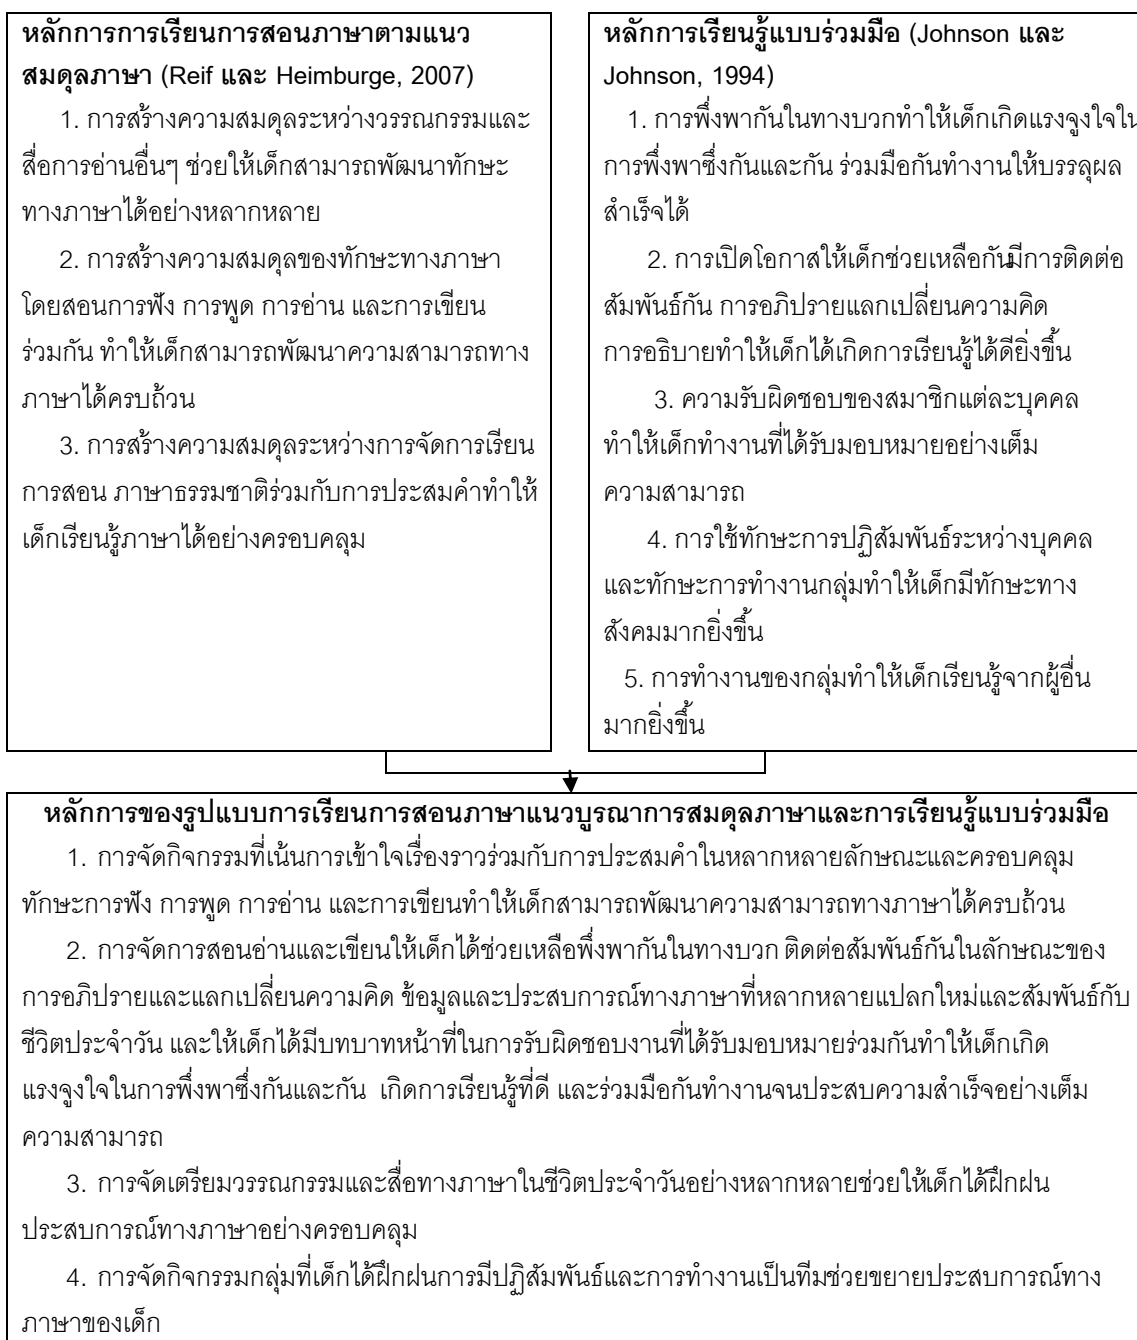 หลักการการเรียนการสอนภาษาตามแนว
สมดุลภาษา (Reif และ Heimburge, 2007)
1. การสร้างความสมดุลระหว่างวรรณกรรมและ
สื่อการอ่านอื่นๆ ช่วยให้เด็กสามารถพัฒนาทักษะ
ทางภาษาได้อย่างหลากหลาย
2. การสร้างความสมดุลของทักษะทางภาษา
โดยสอนการฟัง การพูด การอ่าน และการเขียน
ร่วมกัน ทำให้เด็กสามารถพัฒนาความสามารถทาง
ภาษาได้ครบถ้วน
3. การสร้างความสมดุลระหว่างการจัดการเรียน
การสอน ภาษาธรรมชาติร่วมกับการประสมคำทำให้
เด็กเรียนรู้ภาษาได้อย่างครอบคลุม
หลักการเรียนรู้แบบร่วมมือ (Johnson และ
Johnson, 1994)
1. การพึ่งพากันในทางบวกทำให้เด็กเกิดแรงจูงใจใน
การพึ่งพาซึ่งกันและกัน ร่วมมือกันทำงานให้บรรลุผล
สำเร็จได้
2. การเปิดโอกาสให้เด็กช่วยเหลือกันมีการติดต่อ
สัมพันธ์กัน การอภิปรายแลกเปลี่ยนความคิด
การอธิบายทำให้เด็กได้เกิดการเรียนรู้ได้ดียิ่งขึ้น
3. ความรับผิดชอบของสมาชิกแต่ละบุคคล
ทำให้เด็กทำงานที่ได้รับมอบหมายอย่างเต็ม
ความสามารถ
4. การใช้ทักษะการปฏิสัมพันธ์ระหว่างบุคคล
และทักษะการทำงานกลุ่มทำให้เด็กมีทักษะทาง
สังคมมากยิ่งขึ้น
5. การทำงานของกลุ่มทำให้เด็กเรียนรู้จากผู้อื่น
มากยิ่งขึ้น
หลักการของรูปแบบการเรียนการสอนภาษาแนวบูรณาการสมดุลภาษาและการเรียนรู้แบบร่วมมือ
1. การจัดกิจกรรมที่เน้นการเข้าใจเรื่องราวร่วมกับการประสมคำในหลากหลายลักษณะและครอบคลุม
ทักษะการฟัง การพูด การอ่าน และการเขียนทำให้เด็กสามารถพัฒนาความสามารถทางภาษาได้ครบถ้วน
2. การจัดการสอนอ่านและเขียนให้เด็กได้ช่วยเหลือพึ่งพากันในทางบวก ติดต่อสัมพันธ์กันในลักษณะของ
การอภิปรายและแลกเปลี่ยนความคิด ข้อมูลและประสบการณ์ทางภาษาที่หลากหลายแปลกใหม่และสัมพันธ์กับ
ชีวิตประจำวัน และให้เด็กได้มีบทบาทหน้าที่ในการรับผิดชอบงานที่ได้รับมอบหมายร่วมกันทำให้เด็กเกิด
แรงจูงใจในการพึ่งพาซึ่งกันและกัน เกิดการเรียนรู้ที่ดี และร่วมมือกันทำงานจนประสบความสำเร็จอย่างเต็ม
ความสามารถ
3. การจัดเตรียมวรรณกรรมและสื่อทางภาษาในชีวิตประจำวันอย่างหลากหลายช่วยให้เด็กได้ฝึกฝน
ประสบการณ์ทางภาษาอย่างครอบคลุม
4. การจัดกิจกรรมกลุ่มที่เด็กได้ฝึกฝนการมีปฏิสัมพันธ์และการทำงานเป็นทีมช่วยขยายประสบการณ์ทาง
ภาษาของเด็ก